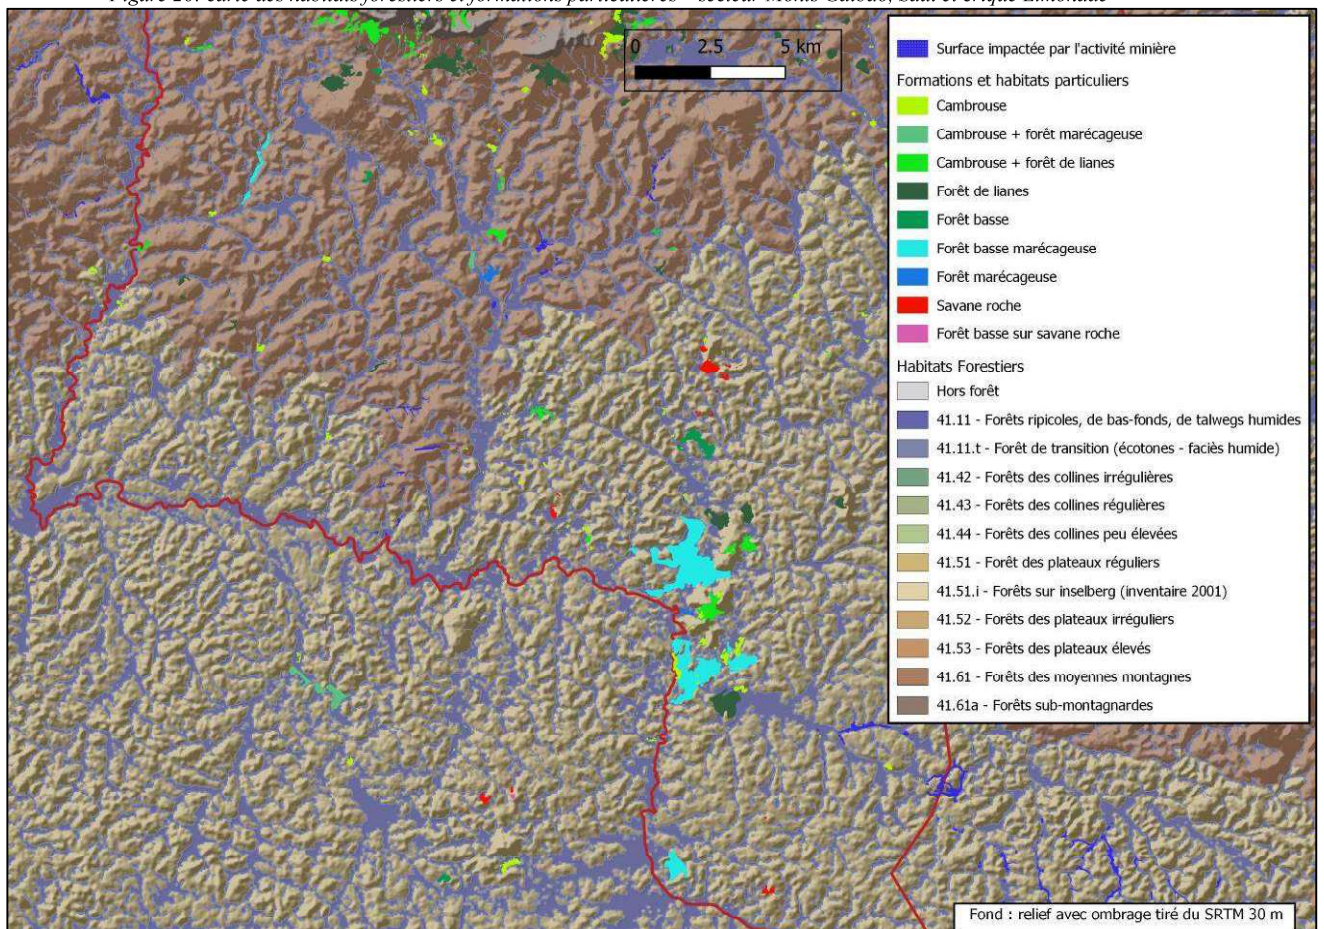 0 2.5 5 km
Surface impactée par l'activité minière
Formations et habitats particuliers
Cambrouse
Cambrouse + forêt marécageuse
Cambrouse + forêt de lianes
Forêt de lianes
Forêt basse
Forêt basse marécageuse
Forêt marécageuse
Savane roche
Forêt basse sur savane roche
Habitats Forestiers
Hors forêt
41.11 - Forêts ripicoles, de bas-fonds, de talwegs humides
41.11.t - Forêt de transition (écotones - faciès humide)
41.42 - Forêts des collines irrégulières
41.43 - Forêts des collines régulières
41.44 - Forêts des collines peu élevées
41.51 - Forêt des plateaux réguliers
41.51.i - Forêts sur inselberg (inventaire 2001)
41.52 - Forêts des plateaux irréguliers
41.53 - Forêts des plateaux élevés
41.61 - Forêts des moyennes montagnes
41.61a - Forêts sub-montagnardes
Fond : relief avec ombrage tiré du SRTM 30 m